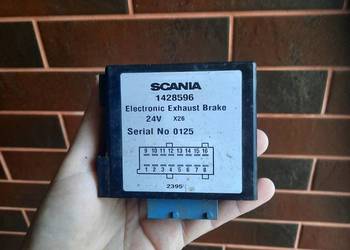 SCANIA
1428596
Electronic Exhaust Brake
24V X26
Serial No 0125
9 10 11 12 13 14 15 16
1 2 3 4 5 6 7 8
2395